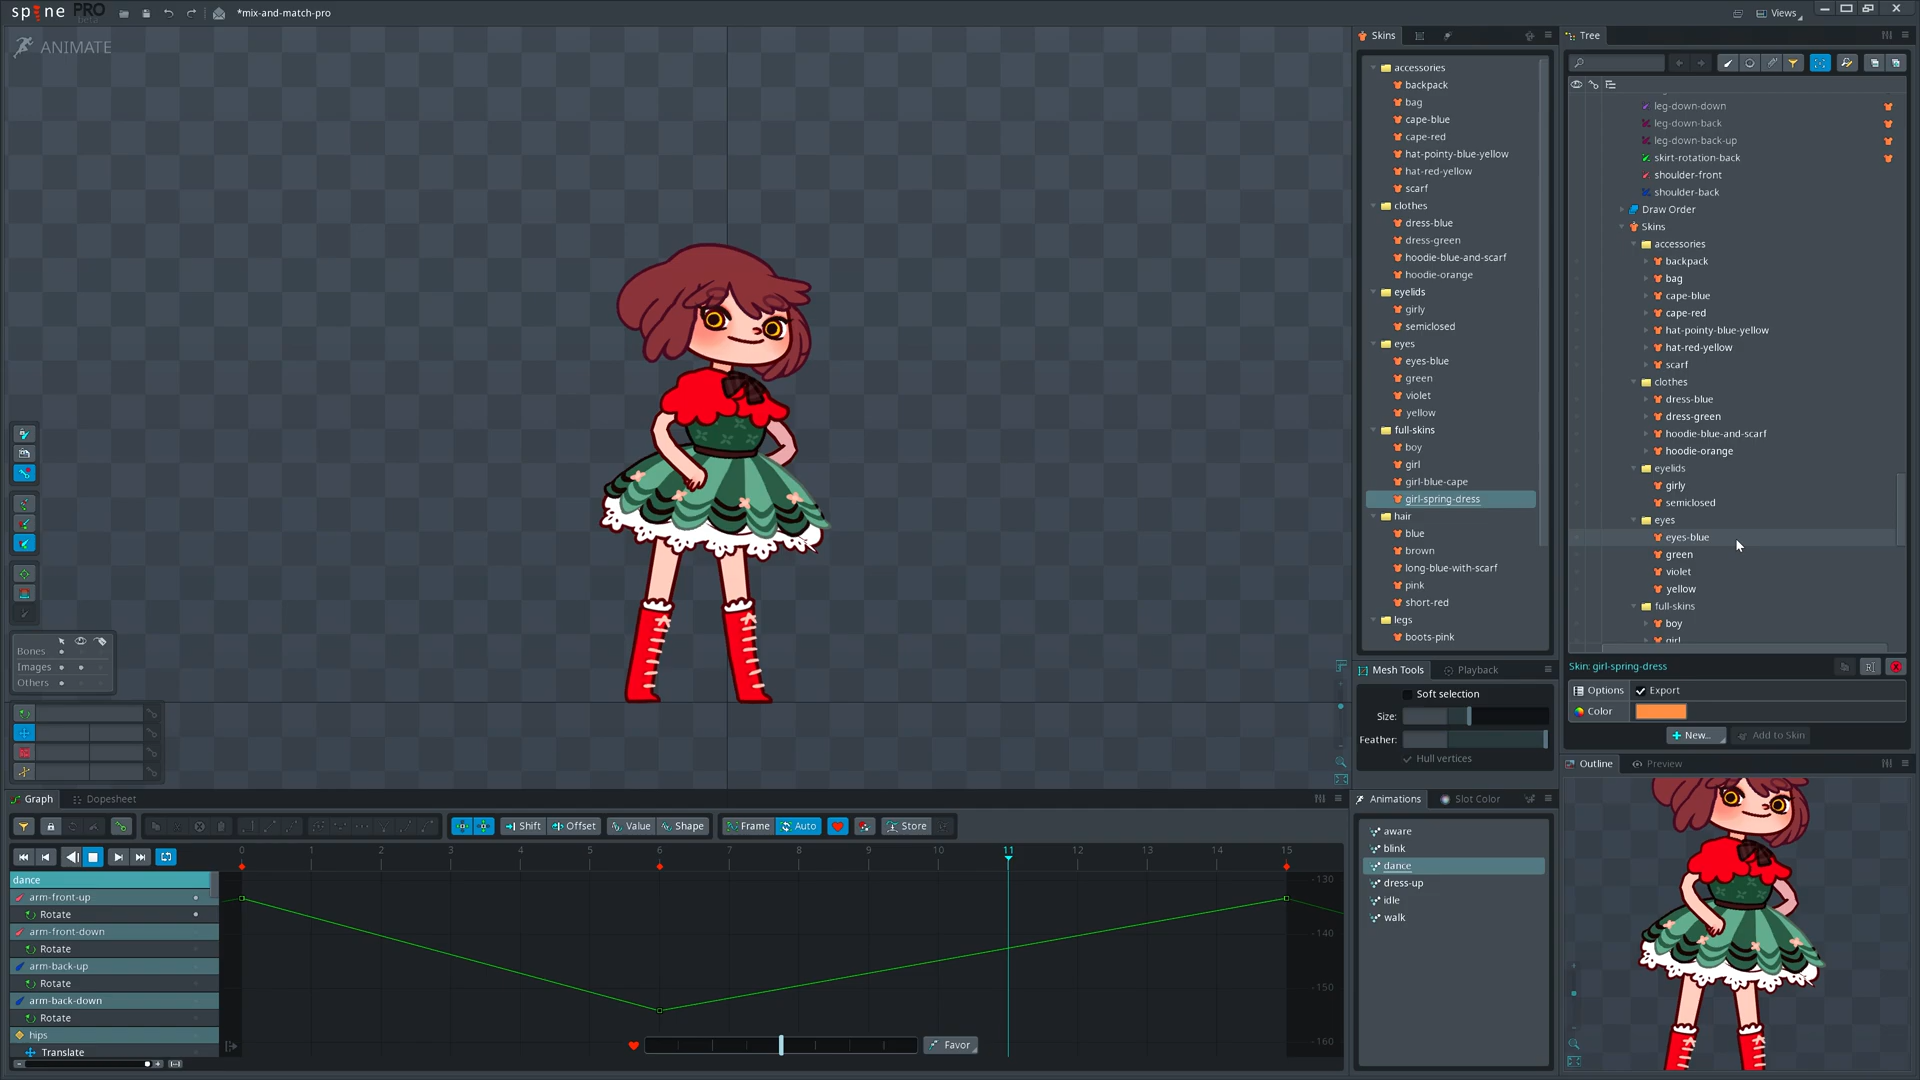 spine PRO
beta
*mix-and-match-pro
Views
ANIMATE
Bones
Images
Others
Skins
accessories
backpack
bag
cape-blue
cape-red
hat-pointy-blue-yellow
hat-red-yellow
scarf
clothes
dress-blue
dress-green
hoodie-blue-and-scarf
hoodie-orange
eyelids
girly
semiclosed
eyes
eyes-blue
green
violet
yellow
full-skins
boy
girl
girl-blue-cape
girl-spring-dress
hair
blue
brown
long-blue-with-scarf
pink
short-red
legs
boots-pink
Mesh Tools
Playback
Soft selection
Size:
Feather:
Hull vertices
Tree
leg-down-down
leg-down-back
leg-down-back-up
skirt-rotation-back
shoulder-front
shoulder-back
Draw Order
Skins
accessories
backpack
bag
cape-blue
cape-red
hat-pointy-blue-yellow
hat-red-yellow
scarf
clothes
dress-blue
dress-green
hoodie-blue-and-scarf
hoodie-orange
eyelids
girly
semiclosed
eyes
eyes-blue
green
violet
yellow
full-skins
boy
girl
Skin: girl-spring-dress
Options
Export
Color
New...
Add to Skin
Outline
Preview
Graph
Dopesheet
Shift
Offset
Value
Shape
Frame
Auto
Store
0 1 2 3 4 5 6 7 8 9 10 11 12 13 14 15
dance
arm-front-up
Rotate
arm-front-down
Rotate
arm-back-up
Rotate
arm-back-down
Rotate
hips
Translate
-130
-140
-150
-160
Favor
Animations
Slot Color
aware
blink
dance
dress-up
idle
walk